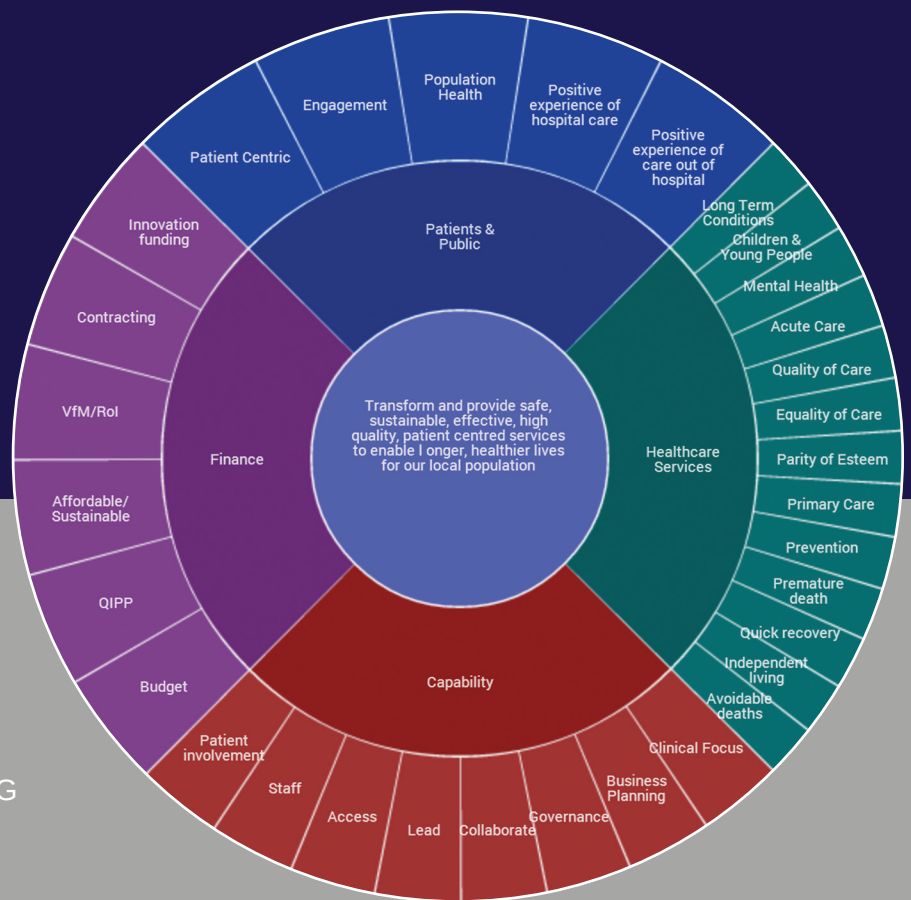 Population
Health
Engagement
Positive
experience of
hospital care
Patient Centric
Positive
experience of
care out of
hospital
Patients &
Public
Long Term
Conditions
Children &
Young People
Mental Health
Acute Care
Quality of Care
Equality of Care
Parity of Esteem
Primary Care
Prevention
Premature
death
Quick recovery
Independent
living
Avoidable
deaths
Healthcare
Services
Innovation
funding
Contracting
VfM/RoI
Affordable/
Sustainable
QIPP
Budget
Finance
Transform and provide safe,
sustainable, effective, high
quality, patient centred services
to enable l onger, healthier lives
for our local population
Capability
Patient
involvement
Staff
Access
Lead
Collaborate
Governance
Business
Planning
Clinical Focus
G